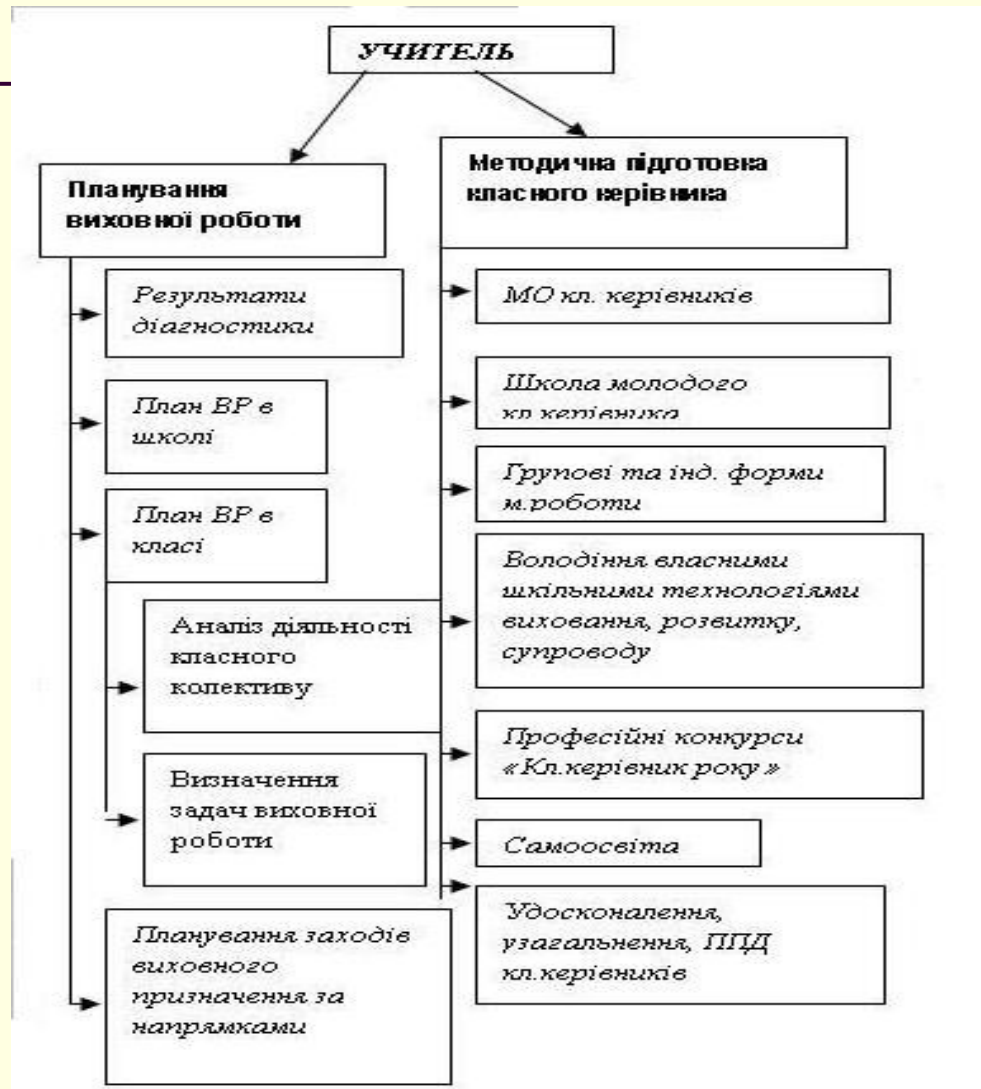 УЧИТЕЛЬ
Планування
виховної роботи
Результати
діагностики
План ВР в
школі
План ВР в
класі
Аналіз діяльності
класного
колективу
Визначення
задач виховної
роботи
Планування заходів
виховного
призначення за
напрямками
Методична підготовка
класного керівника
МО кл. керівників
Школа молодого
кл.керівника
Групові та інд. форми
м.роботи
Володіння власними
шкільними технологіями
виховання, розвитку,
супроводу
Професійні конкурси
«Кл.керівник року»
Самоосвіта
Удосконалення,
узагальнення, ППД
кл.керівників